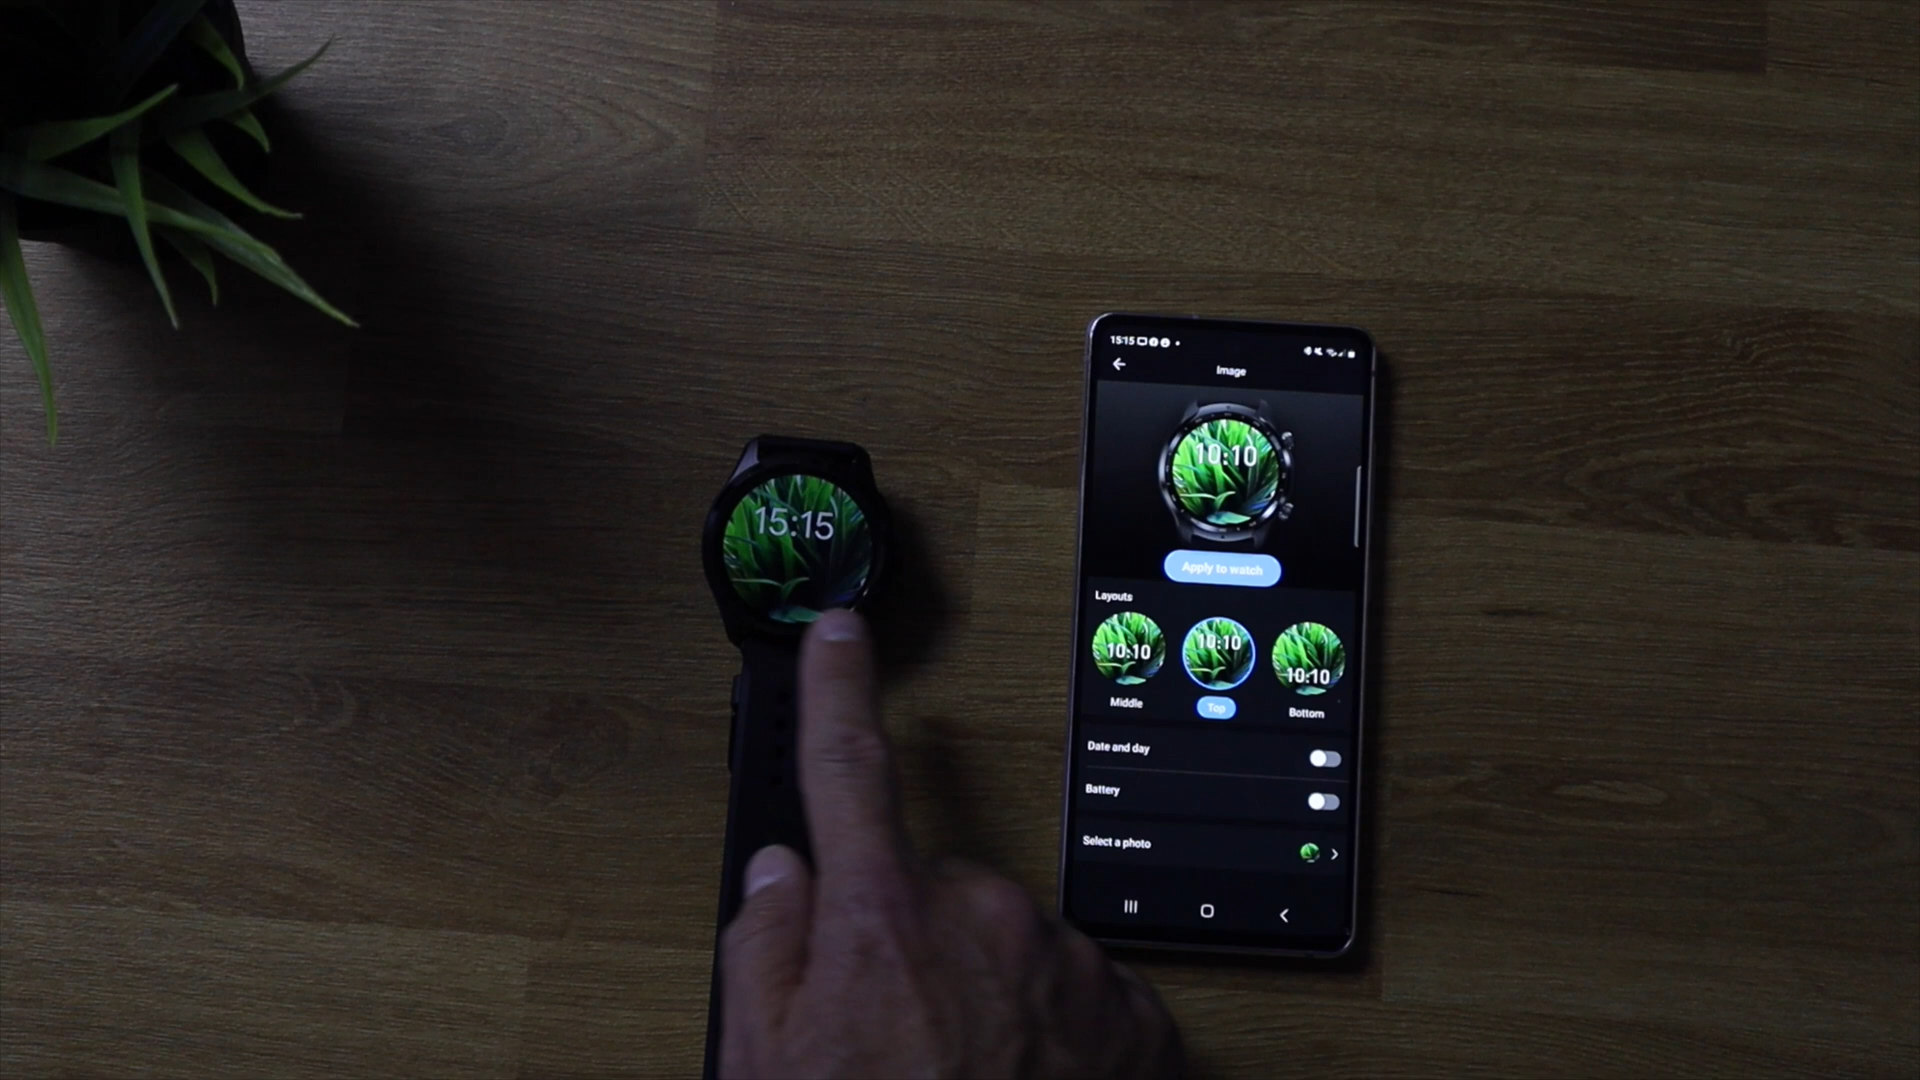 15:15
15:15
Image
10:10
Apply to watch
Layouts
10:10
10:10
10:10
Middle
Top
Bottom
Date and day
Battery
Select a photo